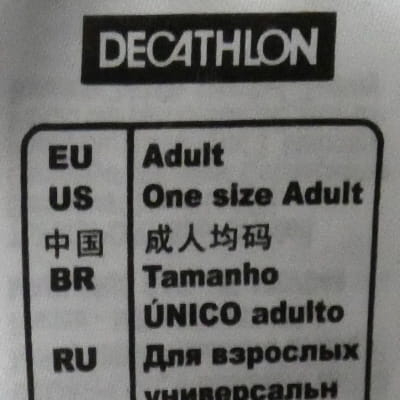 DECATHLON
EU Adult
US One size Adult
中国 成人均码
BR Tamanho
ÚNICO adulto
RU Для взрослых
универсальн